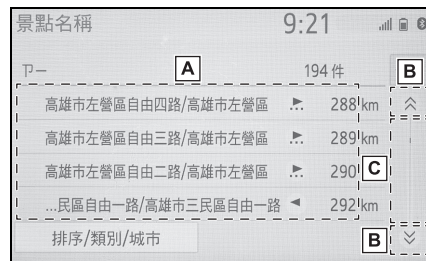 景點名稱 9:21
ㄗ一 A 194 件 B
高雄市左營區自由四路/高雄市左營區 288 km
高雄市左營區自由三路/高雄市左營區 289 km
高雄市左營區自由二路/高雄市左營區 290 km C
...民區自由一路/高雄市三民區自由一路 292 km
排序/類別/城市 B